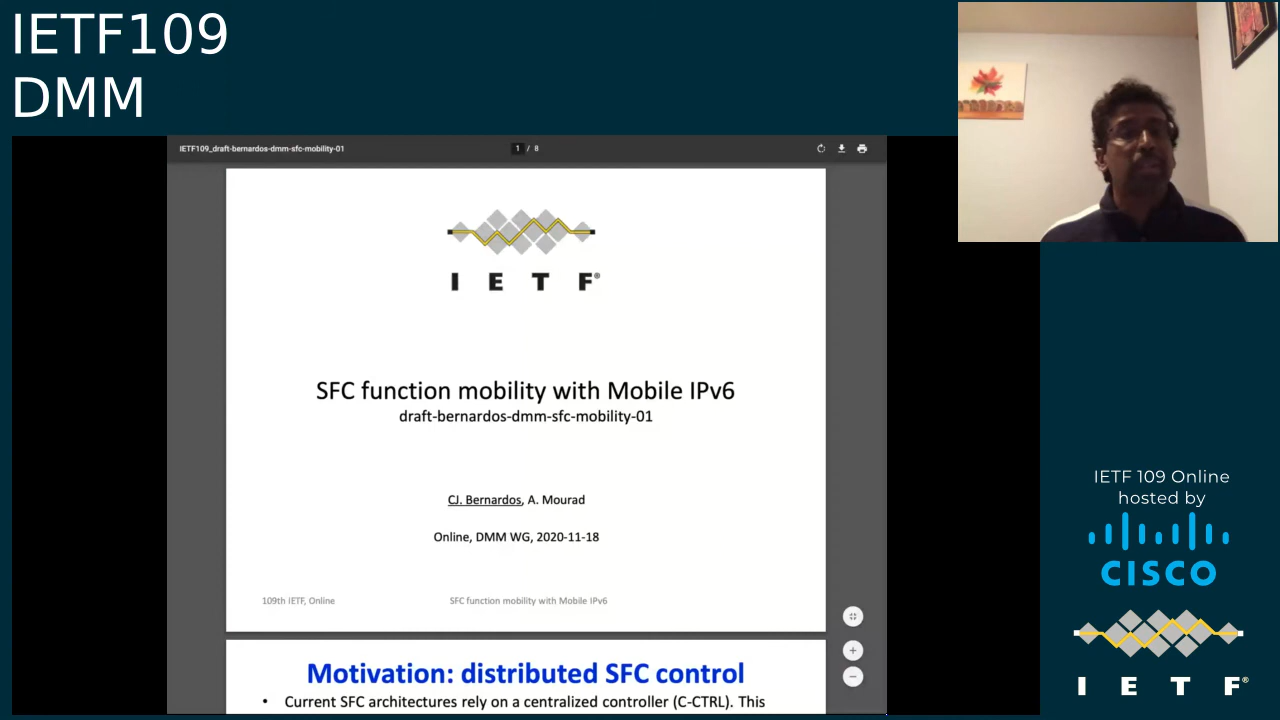 IETF109
DMM
IETF109_draft-bernardos-dmm-sfc-mobility-01
1 / 8
I E T F®
SFC function mobility with Mobile IPv6
draft-bernardos-dmm-sfc-mobility-01
CJ. Bernardos, A. Mourad
Online, DMM WG, 2020-11-18
109th IETF, Online
SFC function mobility with Mobile IPv6
Motivation: distributed SFC control
• Current SFC architectures rely on a centralized controller (C-CTRL). This
IETF 109 Online
hosted by
CISCO
I E T F®